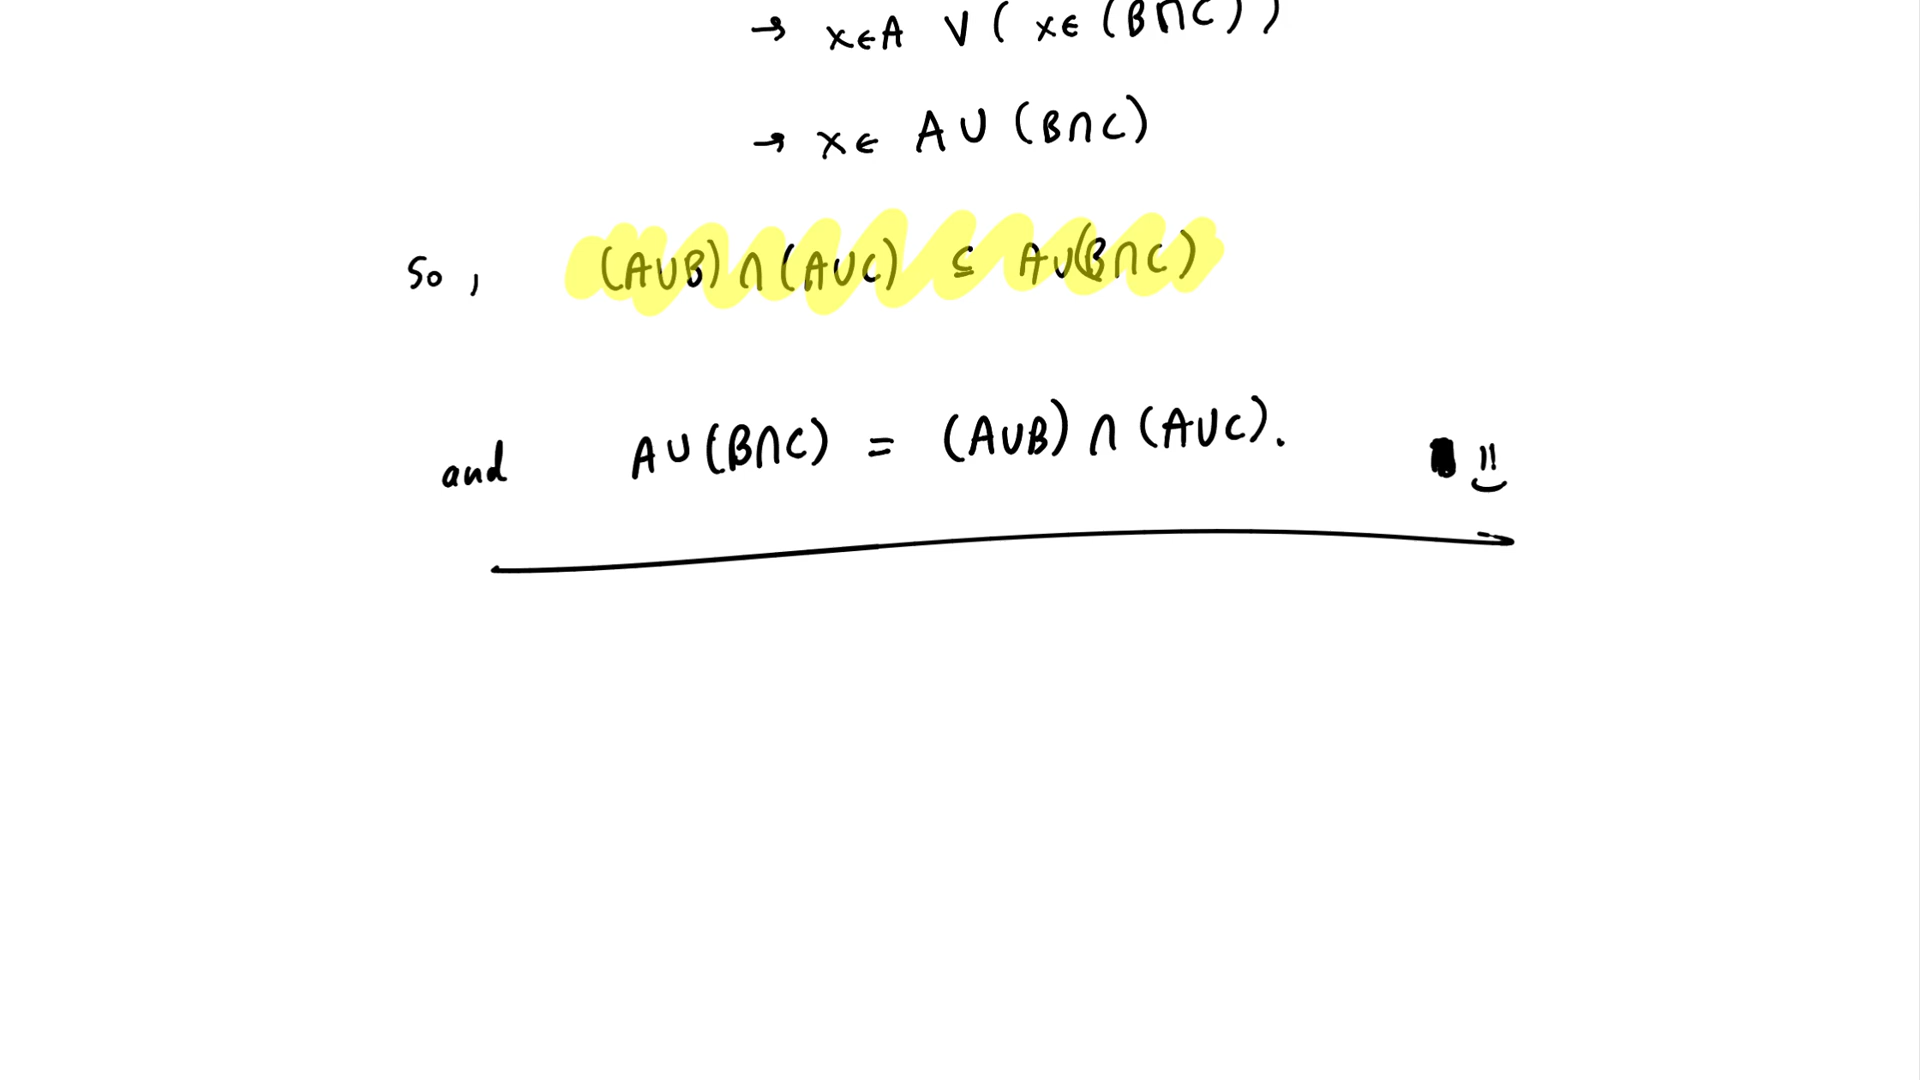 → x∈A ∨ ( x∈ (B∩C) )
→ x∈ A∪(B∩C)
So, (A∪B)∩(A∪C) ⊆ A∪(B∩C)
and A∪(B∩C) = (A∪B)∩(A∪C).